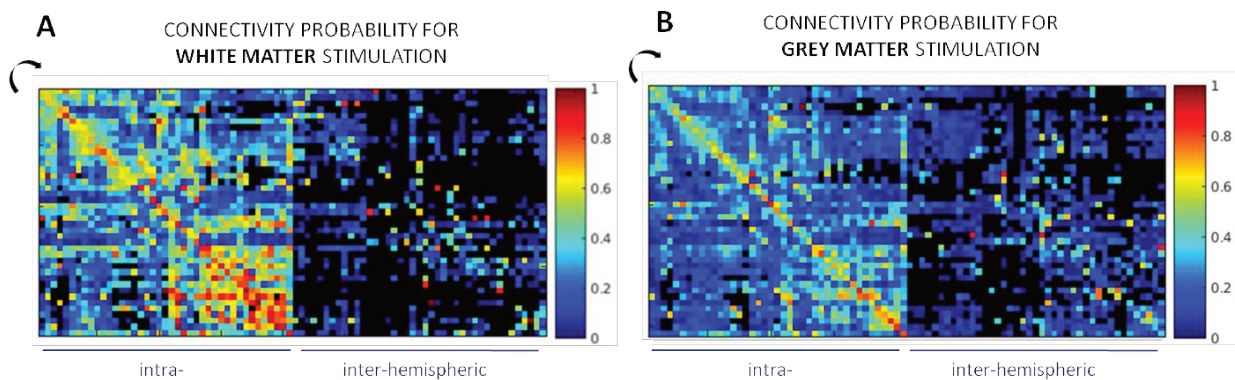 A
CONNECTIVITY PROBABILITY FOR
WHITE MATTER STIMULATION
1
0.8
0.6
0.4
0.2
0
intra-
inter-hemispheric
B
CONNECTIVITY PROBABILITY FOR
GREY MATTER STIMULATION
1
0.8
0.6
0.4
0.2
0
intra-
inter-hemispheric